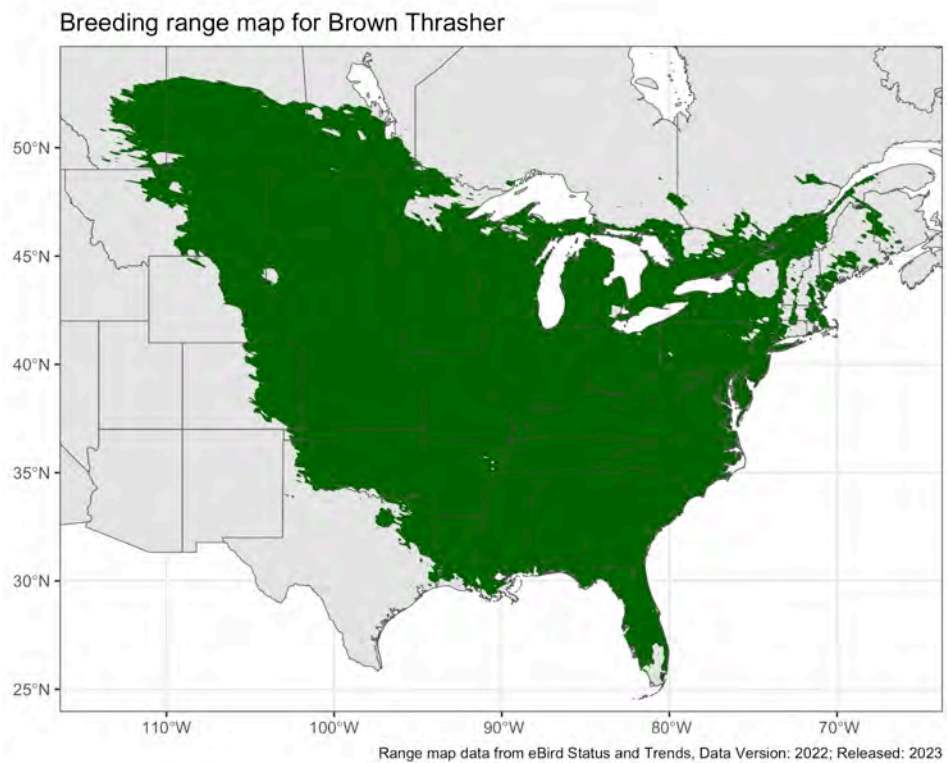 Breeding range map for Brown Thrasher
50°N
45°N
40°N
35°N
30°N
25°N
110°W 100°W 90°W 80°W 70°W
Range map data from eBird Status and Trends, Data Version: 2022; Released: 2023